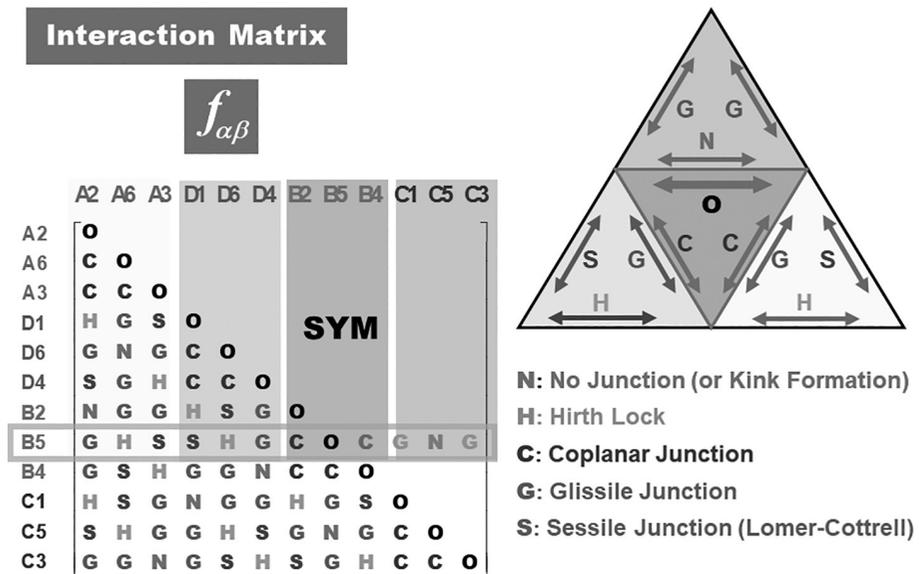 Interaction Matrix
fαβ
A2 A6 A3 D1 D6 D4 B2 B5 B4 C1 C5 C3
A2 O
A6 C O
A3 C C O
D1 H G S O
D6 G N G C O
D4 S G H C C O
B2 N G G H S G O
B5 G H S S H G C O C G N G
B4 G S H G G N C C O
C1 H S G N G G H G S O
C5 S H G G H S G N G C O
C3 G G N G S H S G H C C O
SYM
G G
N
O
S G C C G S
H H
N: No Junction (or Kink Formation)
H: Hirth Lock
C: Coplanar Junction
G: Glissile Junction
S: Sessile Junction (Lomer-Cottrell)